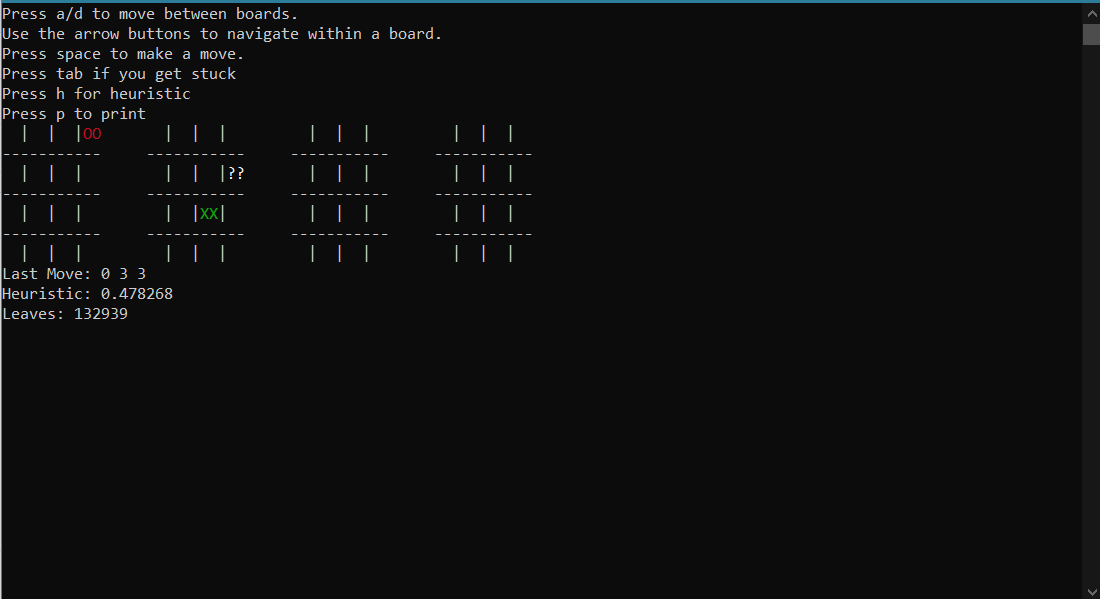 Press a/d to move between boards.
Use the arrow buttons to navigate within a board.
Press space to make a move.
Press tab if you get stuck
Press h for heuristic
Press p to print
  |  |  |OO       |  |  |         |  |  |         |  |  |
-----------     -----------     -----------     -----------
  |  |  |         |  |  |??       |  |  |         |  |  |
-----------     -----------     -----------     -----------
  |  |  |         |  |XX|         |  |  |         |  |  |
-----------     -----------     -----------     -----------
  |  |  |         |  |  |         |  |  |         |  |  |
Last Move: 0 3 3
Heuristic: 0.478268
Leaves: 132939